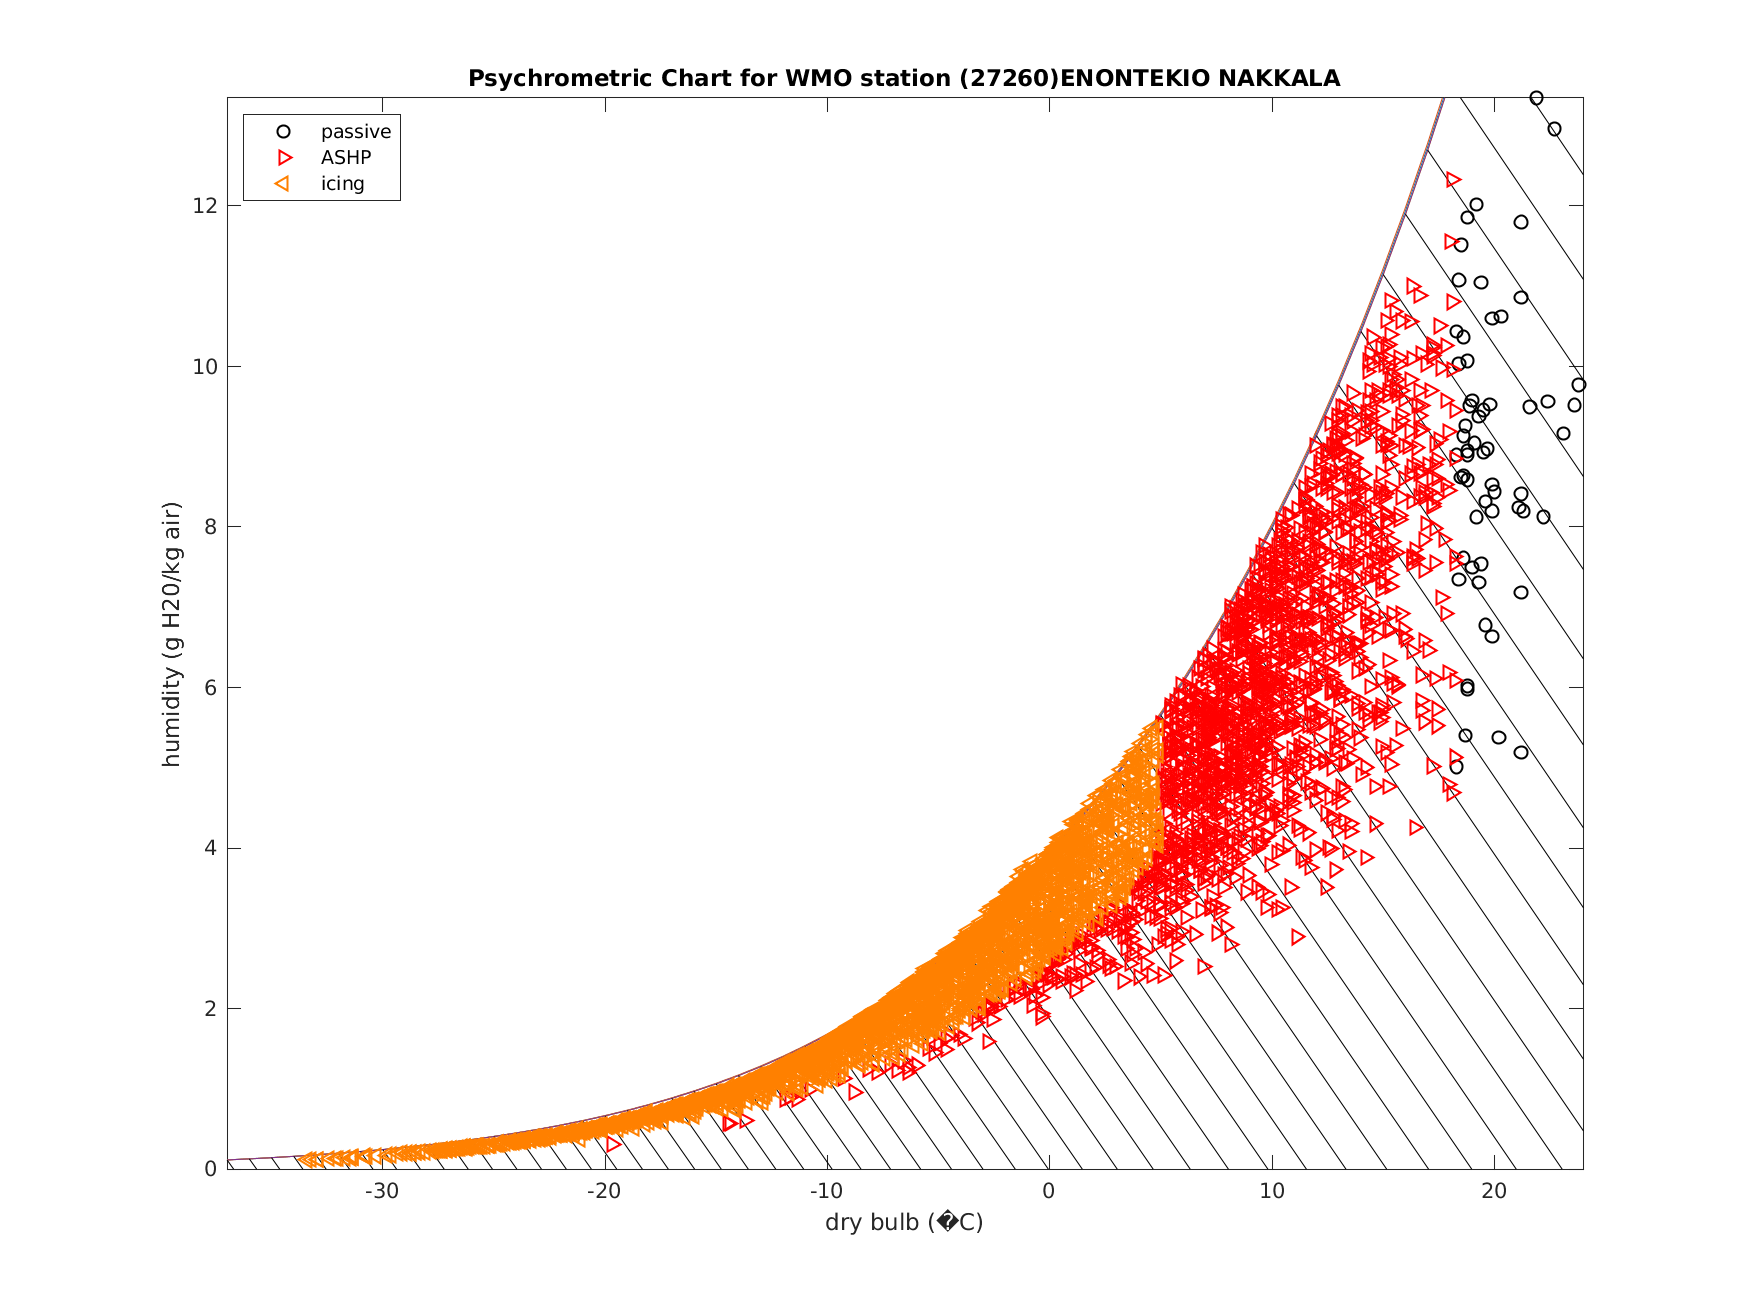 Psychrometric Chart for WMO station (27260)ENONTEKIO NAKKALA
passive
ASHP
icing
12
10
8
6
4
2
0
humidity (g H20/kg air)
-30
-20
-10
0
10
20
dry bulb (�C)